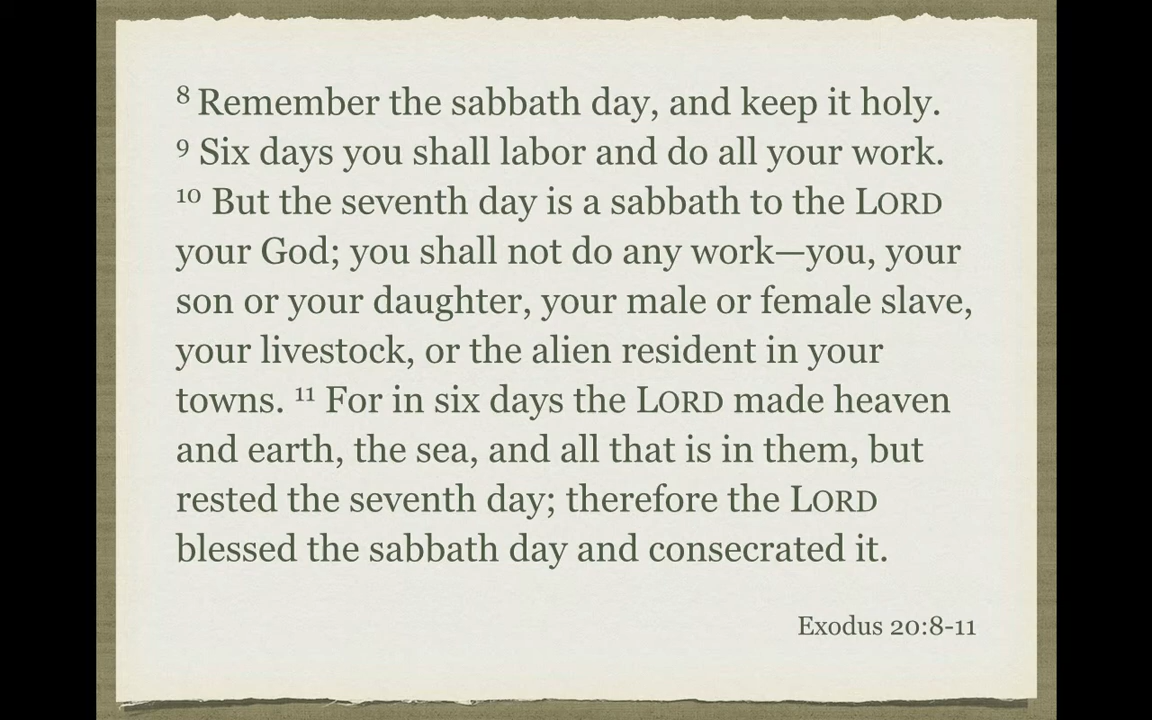 8 Remember the sabbath day, and keep it holy.
9 Six days you shall labor and do all your work.
10 But the seventh day is a sabbath to the LORD
your God; you shall not do any work—you, your
son or your daughter, your male or female slave,
your livestock, or the alien resident in your
towns. 11 For in six days the LORD made heaven
and earth, the sea, and all that is in them, but
rested the seventh day; therefore the LORD
blessed the sabbath day and consecrated it.
Exodus 20:8-11